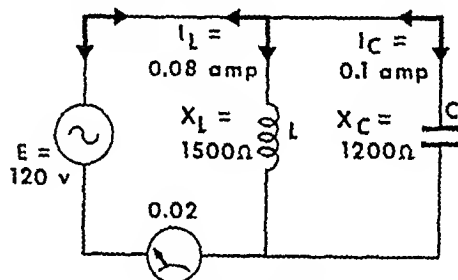 I_L =
0.08 amp
I_C =
0.1 amp
X_L =
1500Ω
L
X_C =
1200Ω
C
E =
120 v
0.02